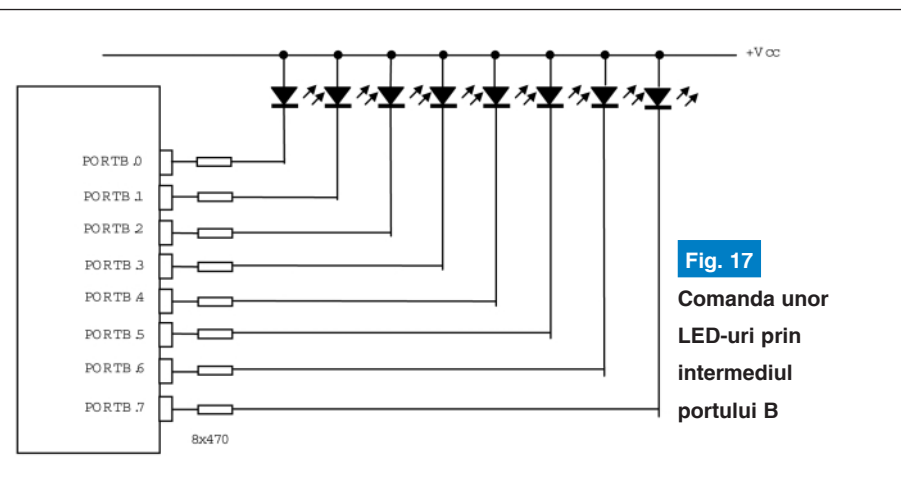 +Vcc
PORTB.0
PORTB.1
PORTB.2
PORTB.3
PORTB.4
PORTB.5
PORTB.6
PORTB.7
8x470
Fig. 17
Comanda unor
LED-uri prin
intermediul
portului B